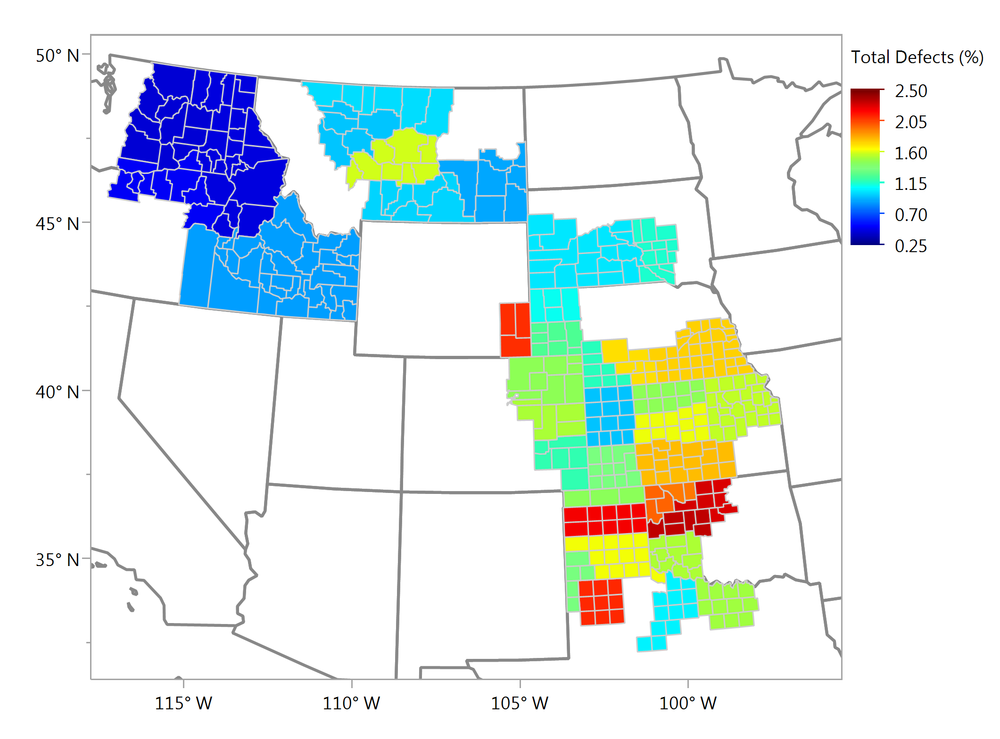 Total Defects (%)
2.50
2.05
1.60
1.15
0.70
0.25
50° N
45° N
40° N
35° N
115° W
110° W
105° W
100° W